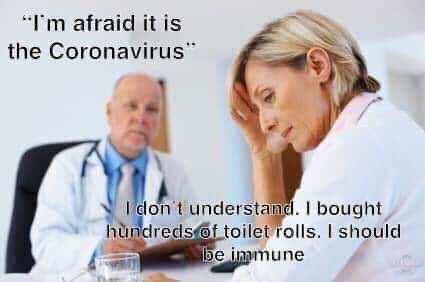 “I'm afraid it is
the Coronavirus”
I don't understand. I bought
hundreds of toilet rolls. I should
be immune